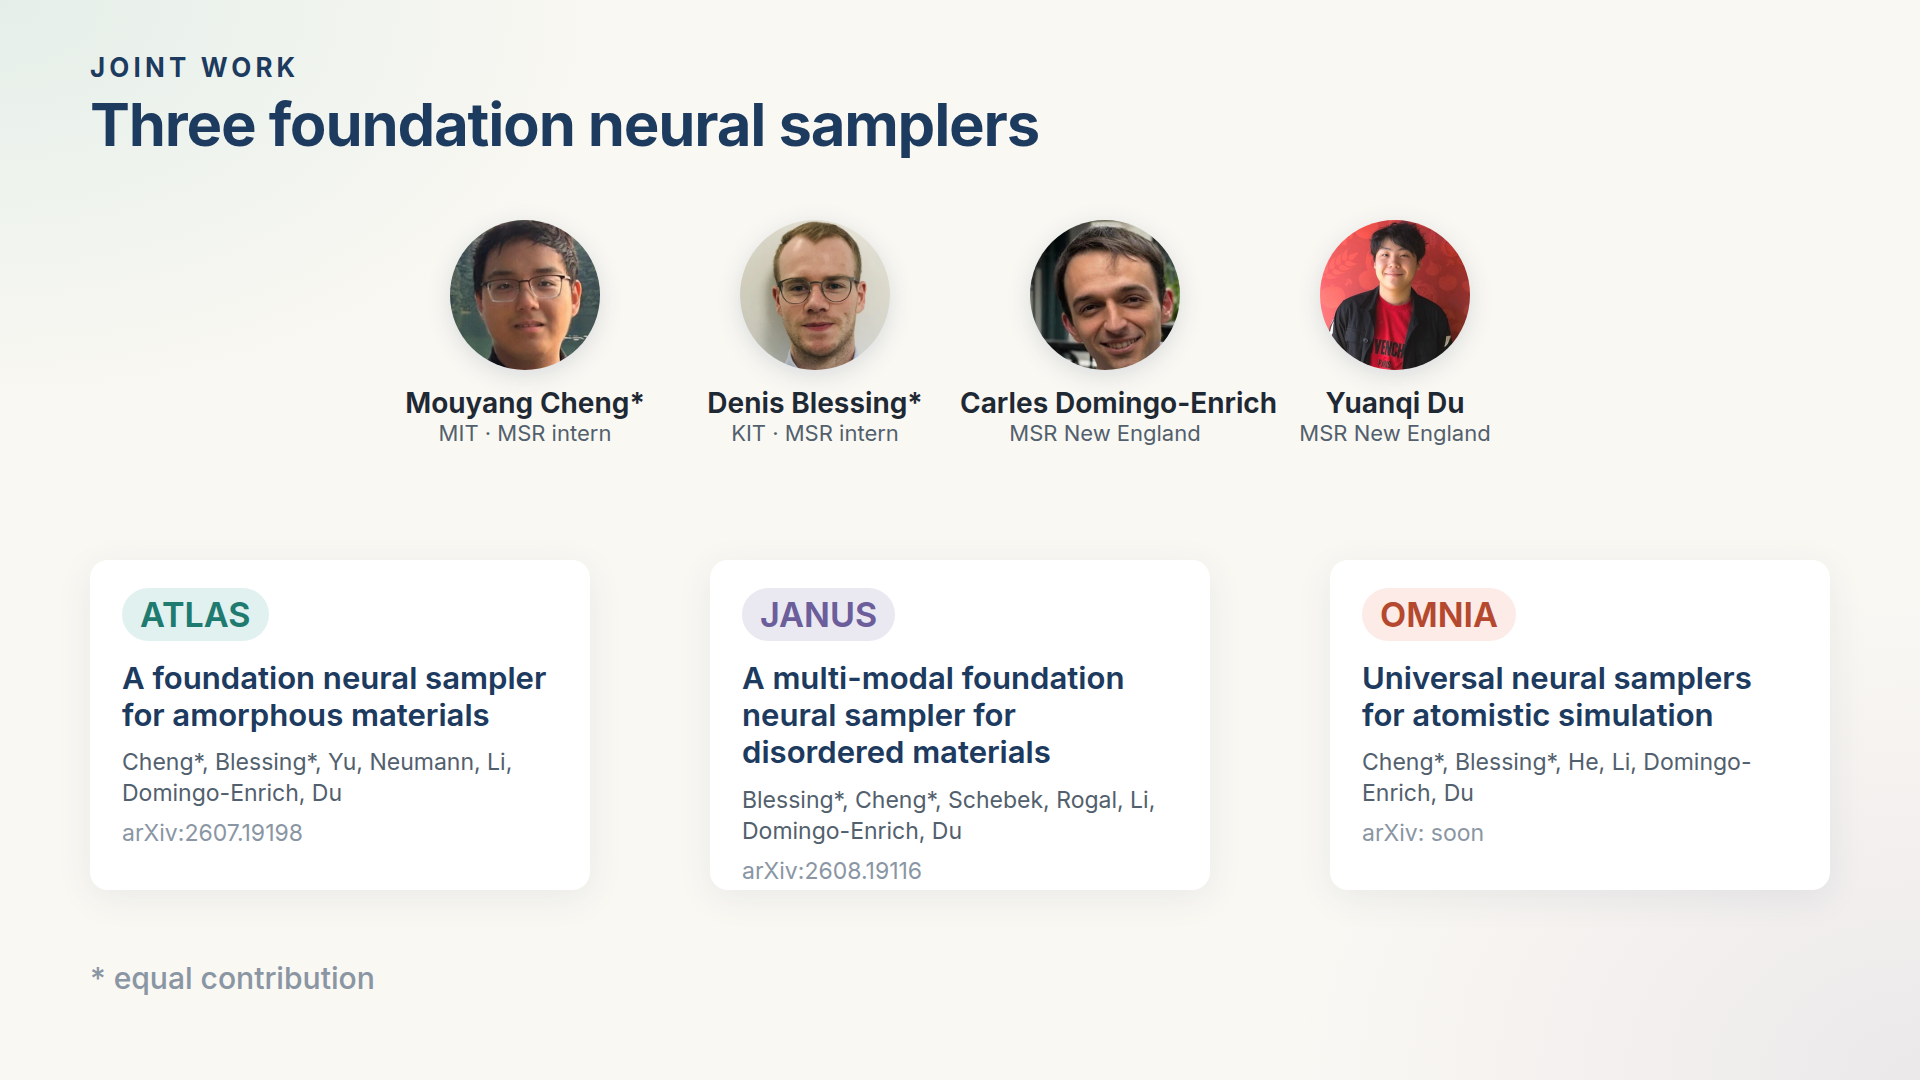 JOINT WORK
Three foundation neural samplers
Mouyang Cheng*
MIT · MSR intern
Denis Blessing*
KIT · MSR intern
Carles Domingo-Enrich
MSR New England
Yuanqi Du
MSR New England
ATLAS
A foundation neural sampler
for amorphous materials
Cheng*, Blessing*, Yu, Neumann, Li,
Domingo-Enrich, Du
arXiv:2607.19198
JANUS
A multi-modal foundation
neural sampler for
disordered materials
Blessing*, Cheng*, Schebek, Rogal, Li,
Domingo-Enrich, Du
arXiv:2608.19116
OMNIA
Universal neural samplers
for atomistic simulation
Cheng*, Blessing*, He, Li, Domingo-
Enrich, Du
arXiv: soon
* equal contribution